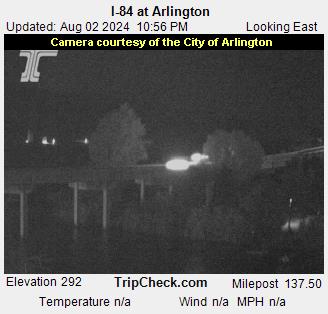 I-84 at Arlington
Updated: Aug 02 2024 10:56 PM Looking East
Camera courtesy of the City of Arlington
Elevation 292 TripCheck.com Milepost 137.50
Temperature n/a Wind n/a MPH n/a